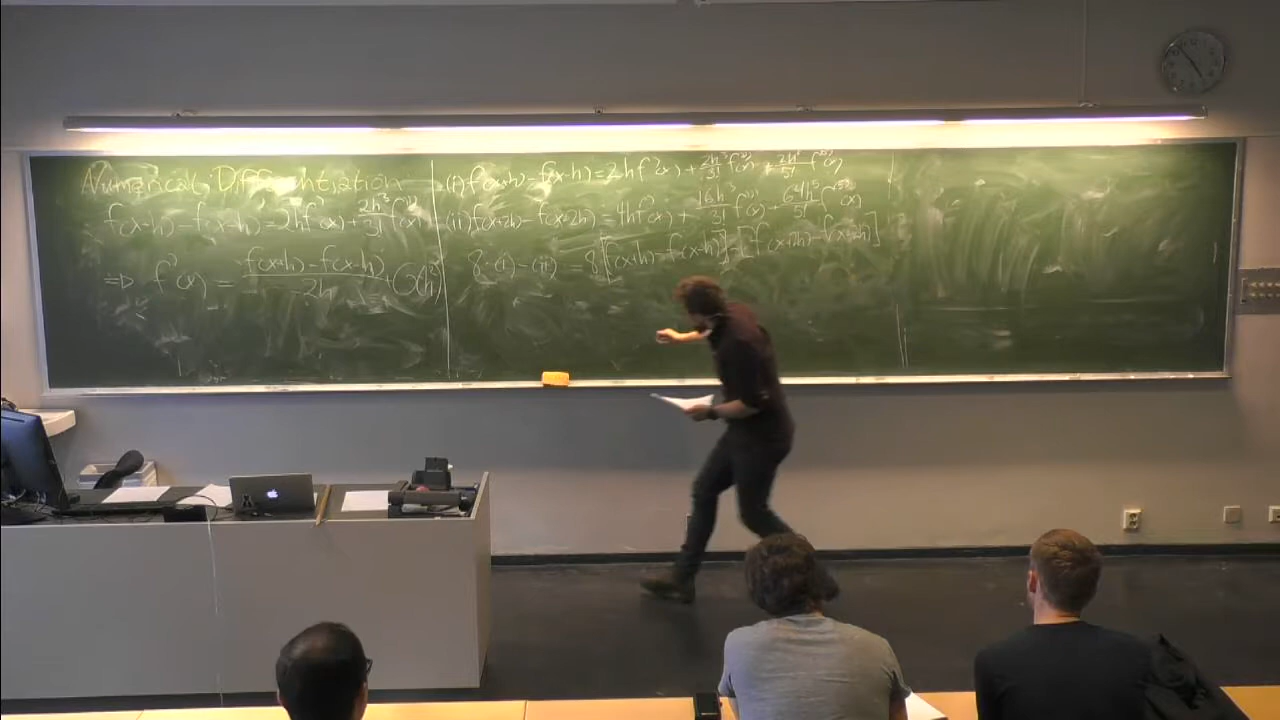 Numerical Differentiation
f(x+h) - f(x-h) = 2hf'(x) + 2h³/3! f⁽³⁾(x)
⇒ f'(x) = f(x+h) - f(x-h) / 2h + O(h²)
(i) f(x+h) - f(x-h) = 2hf'(x) + 2h³/3! f⁽³⁾(x) + 2h⁵/5! f⁽⁵⁾(x)
(ii) f(x+2h) - f(x-2h) = 4hf'(x) + 16h³/3! f⁽³⁾(x) + 64h⁵/5! f⁽⁵⁾(x)
8·(i) - (ii) = 8[f(x+h) - f(x-h)] - [f(x+2h) - f(x-2h)]